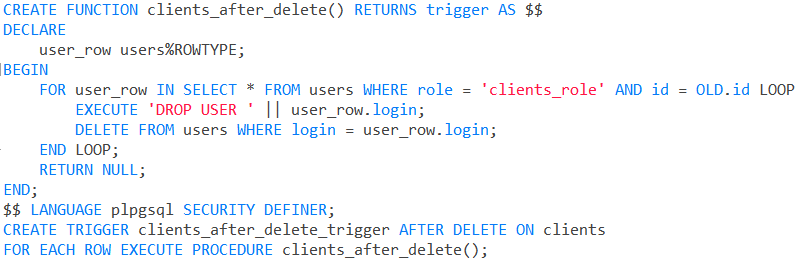 CREATE FUNCTION clients_after_delete() RETURNS trigger AS $$
DECLARE
    user_row users%ROWTYPE;
BEGIN
    FOR user_row IN SELECT * FROM users WHERE role = 'clients_role' AND id = OLD.id LOOP
        EXECUTE 'DROP USER ' || user_row.login;
        DELETE FROM users WHERE login = user_row.login;
    END LOOP;
    RETURN NULL;
END;
$$ LANGUAGE plpgsql SECURITY DEFINER;
CREATE TRIGGER clients_after_delete_trigger AFTER DELETE ON clients
FOR EACH ROW EXECUTE PROCEDURE clients_after_delete();